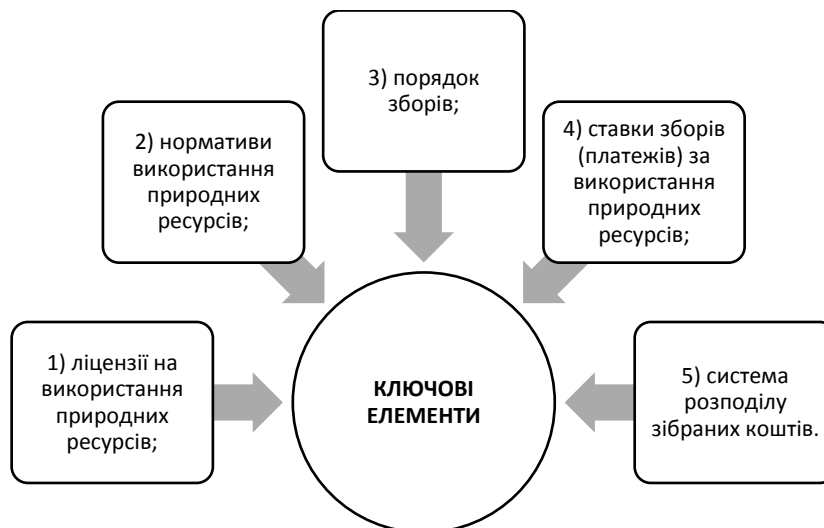 1) ліцензії на
використання
природних
ресурсів;
2) нормативи
використання
природних
ресурсів;
3) порядок
зборів;
4) ставки зборів
(платежів) за
використання
природних
ресурсів;
5) система
розподілу
зібраних коштів.
КЛЮЧОВІ
ЕЛЕМЕНТИ